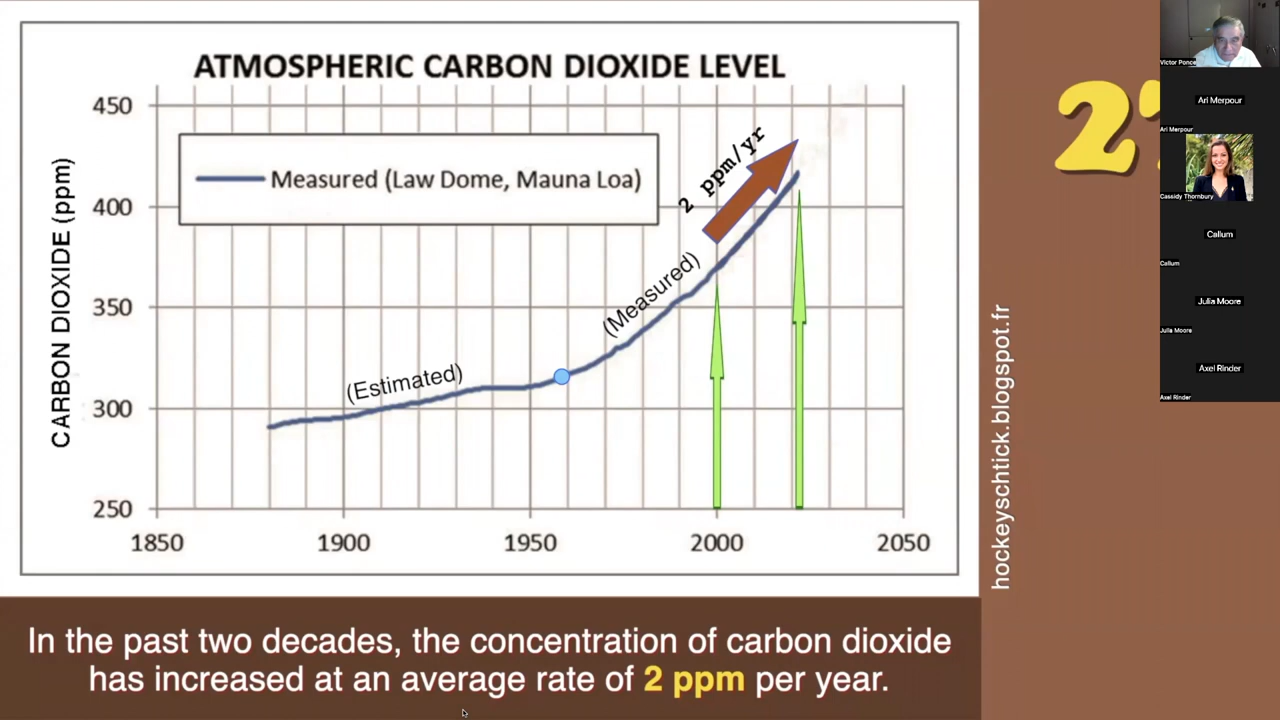 ATMOSPHERIC CARBON DIOXIDE LEVEL
450
400
350
300
250
CARBON DIOXIDE (ppm)
Measured (Law Dome, Mauna Loa)
2 ppm/yr
(Measured)
(Estimated)
1850
1900
1950
2000
2050
hockeyschtick.blogspot.fr
In the past two decades, the concentration of carbon dioxide
has increased at an average rate of 2 ppm per year.
Victor Ponce
Ari Merpour
Ari Merpour
Cassidy Thornbury
Callum
Callum
Julia Moore
Julia Moore
Axel Rinder
Axel Rinder